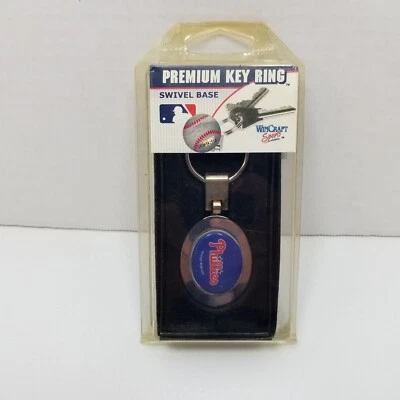 PREMIUM KEY RING
SWIVEL BASE
WINCRAFT
Sports
Phillies